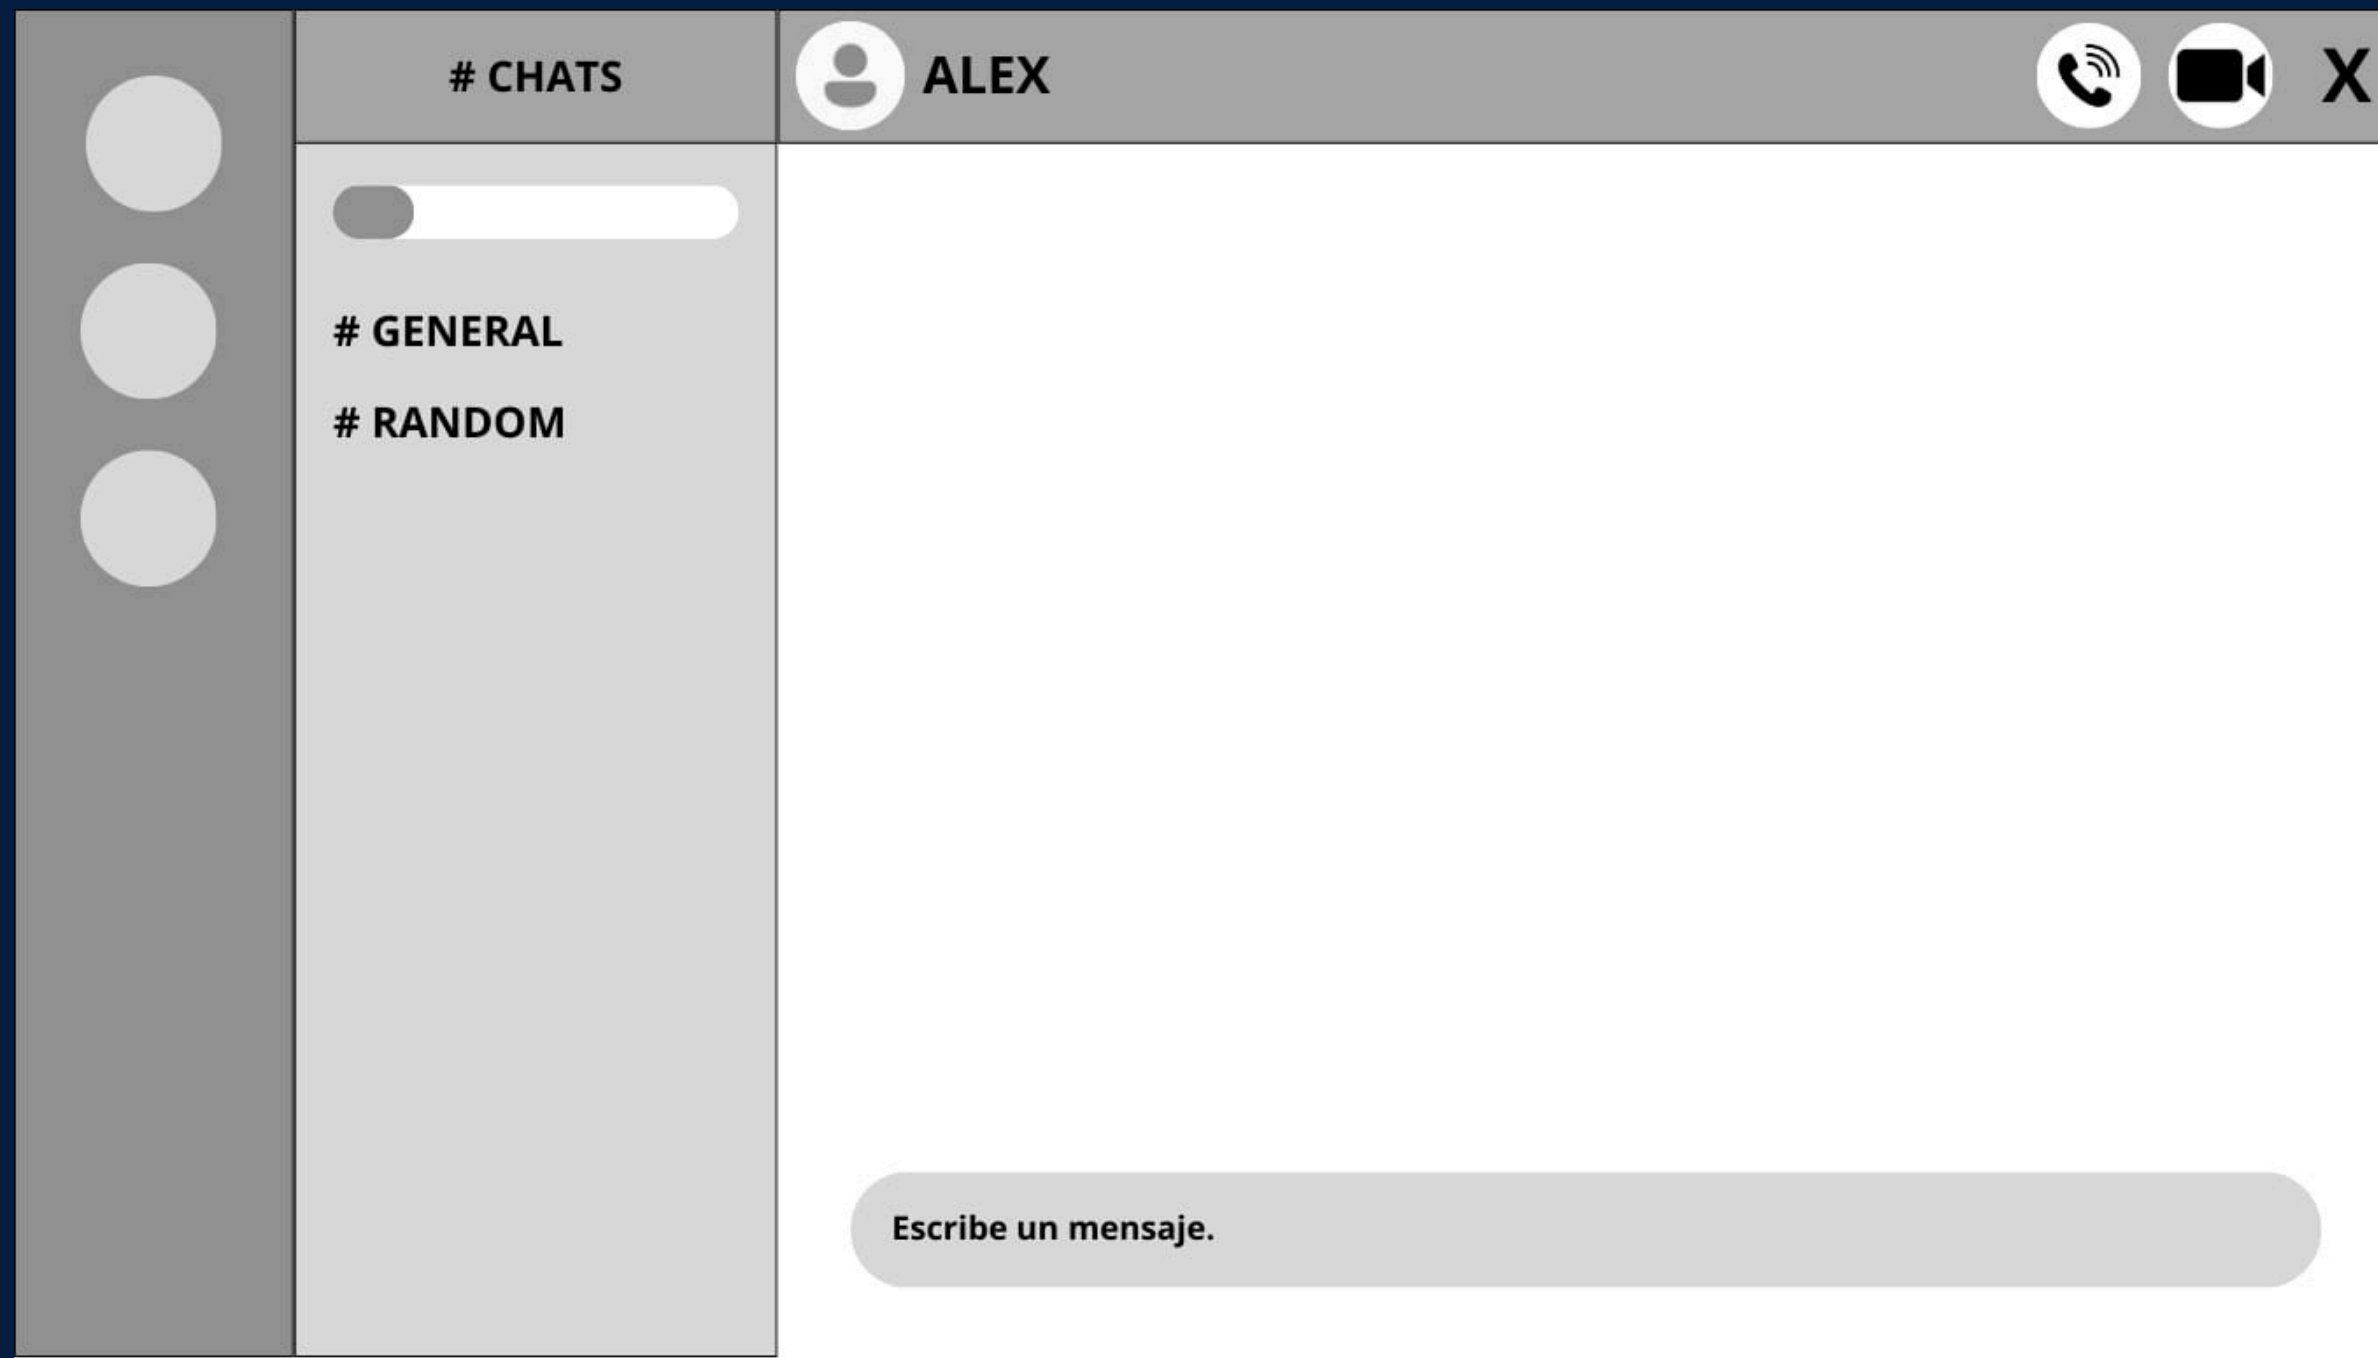 # CHATS
ALEX
X
# GENERAL
# RANDOM
Escribe un mensaje.